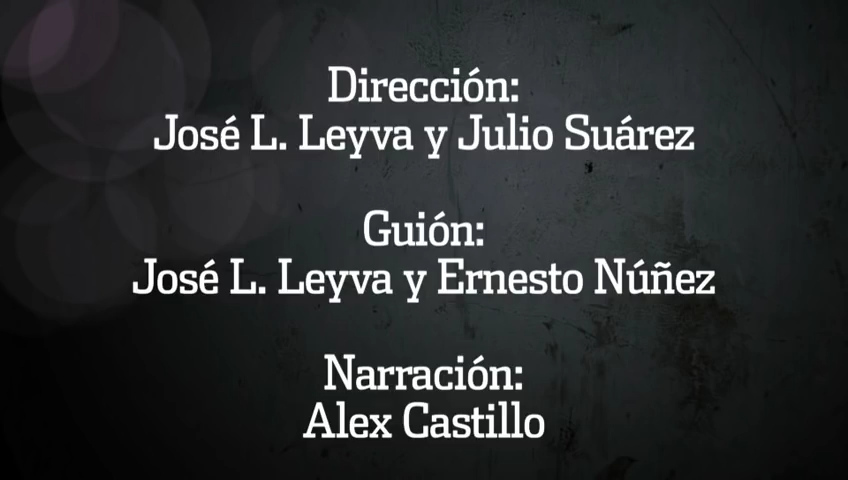 Dirección:
José L. Leyva y Julio Suárez
Guión:
José L. Leyva y Ernesto Núñez
Narración:
Alex Castillo